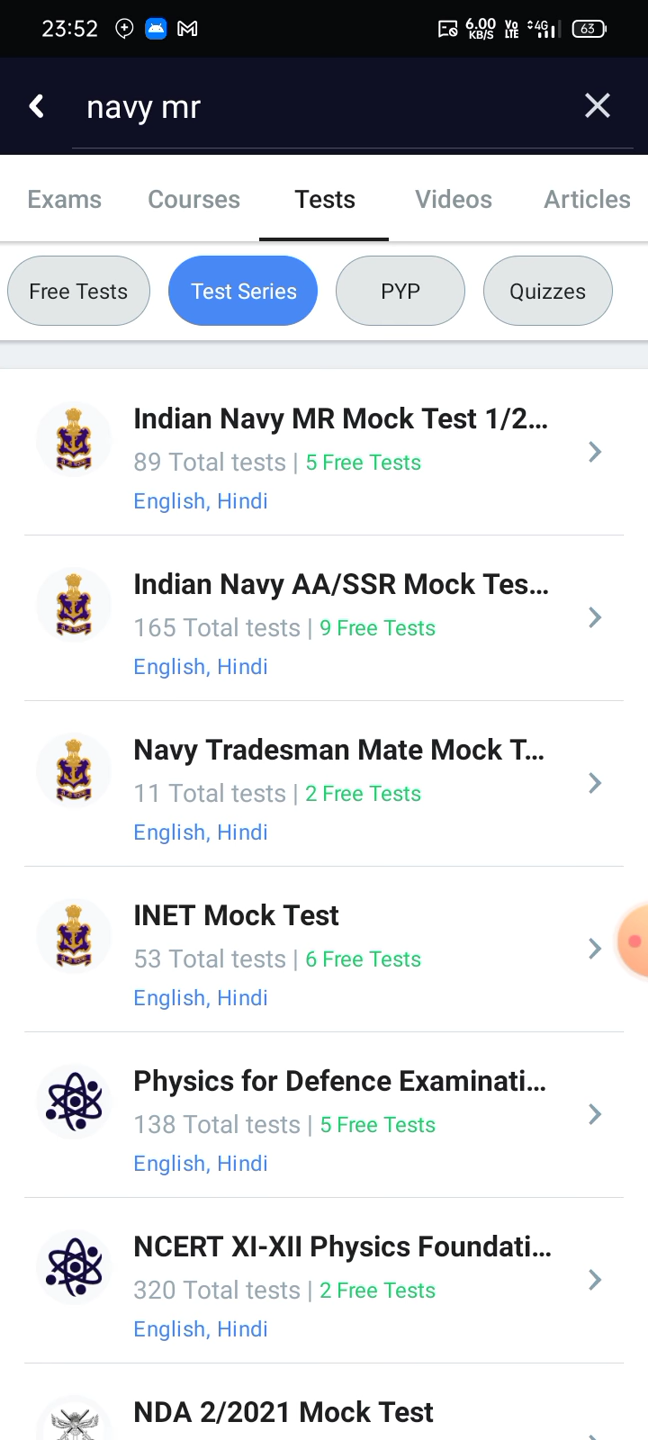 23:52 6.00 KB/S Vo LTE 4G 63
navy mr
Exams Courses Tests Videos Articles
Free Tests Test Series PYP Quizzes
Indian Navy MR Mock Test 1/2...
89 Total tests | 5 Free Tests
English, Hindi
Indian Navy AA/SSR Mock Tes...
165 Total tests | 9 Free Tests
English, Hindi
Navy Tradesman Mate Mock T...
11 Total tests | 2 Free Tests
English, Hindi
INET Mock Test
53 Total tests | 6 Free Tests
English, Hindi
Physics for Defence Examinati...
138 Total tests | 5 Free Tests
English, Hindi
NCERT XI-XII Physics Foundati...
320 Total tests | 2 Free Tests
English, Hindi
NDA 2/2021 Mock Test